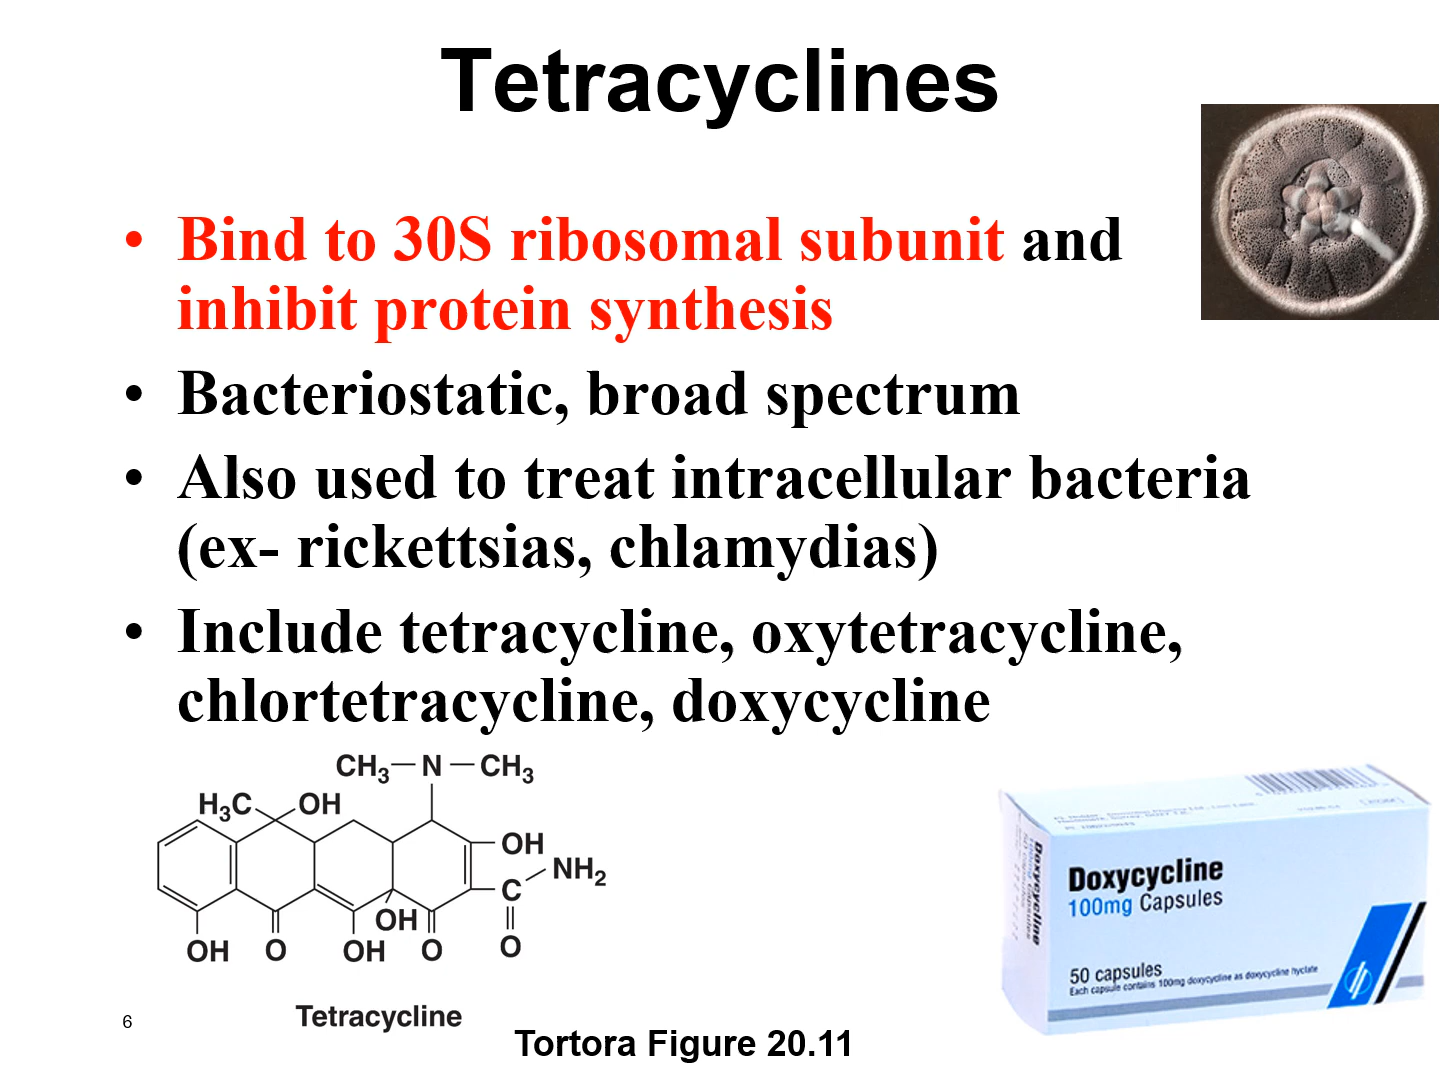 Tetracyclines
• Bind to 30S ribosomal subunit and
inhibit protein synthesis
• Bacteriostatic, broad spectrum
• Also used to treat intracellular bacteria
(ex- rickettsias, chlamydias)
• Include tetracycline, oxytetracycline,
chlortetracycline, doxycycline
CH3 N CH3
H3C OH
OH
NH2
C
OH
OH O OH O O
Tetracycline
Doxycycline
100mg Capsules
50 capsules
Each capsule contains 100mg doxycycline as doxycycline hyclate
Doxycycline
6
Tortora Figure 20.11